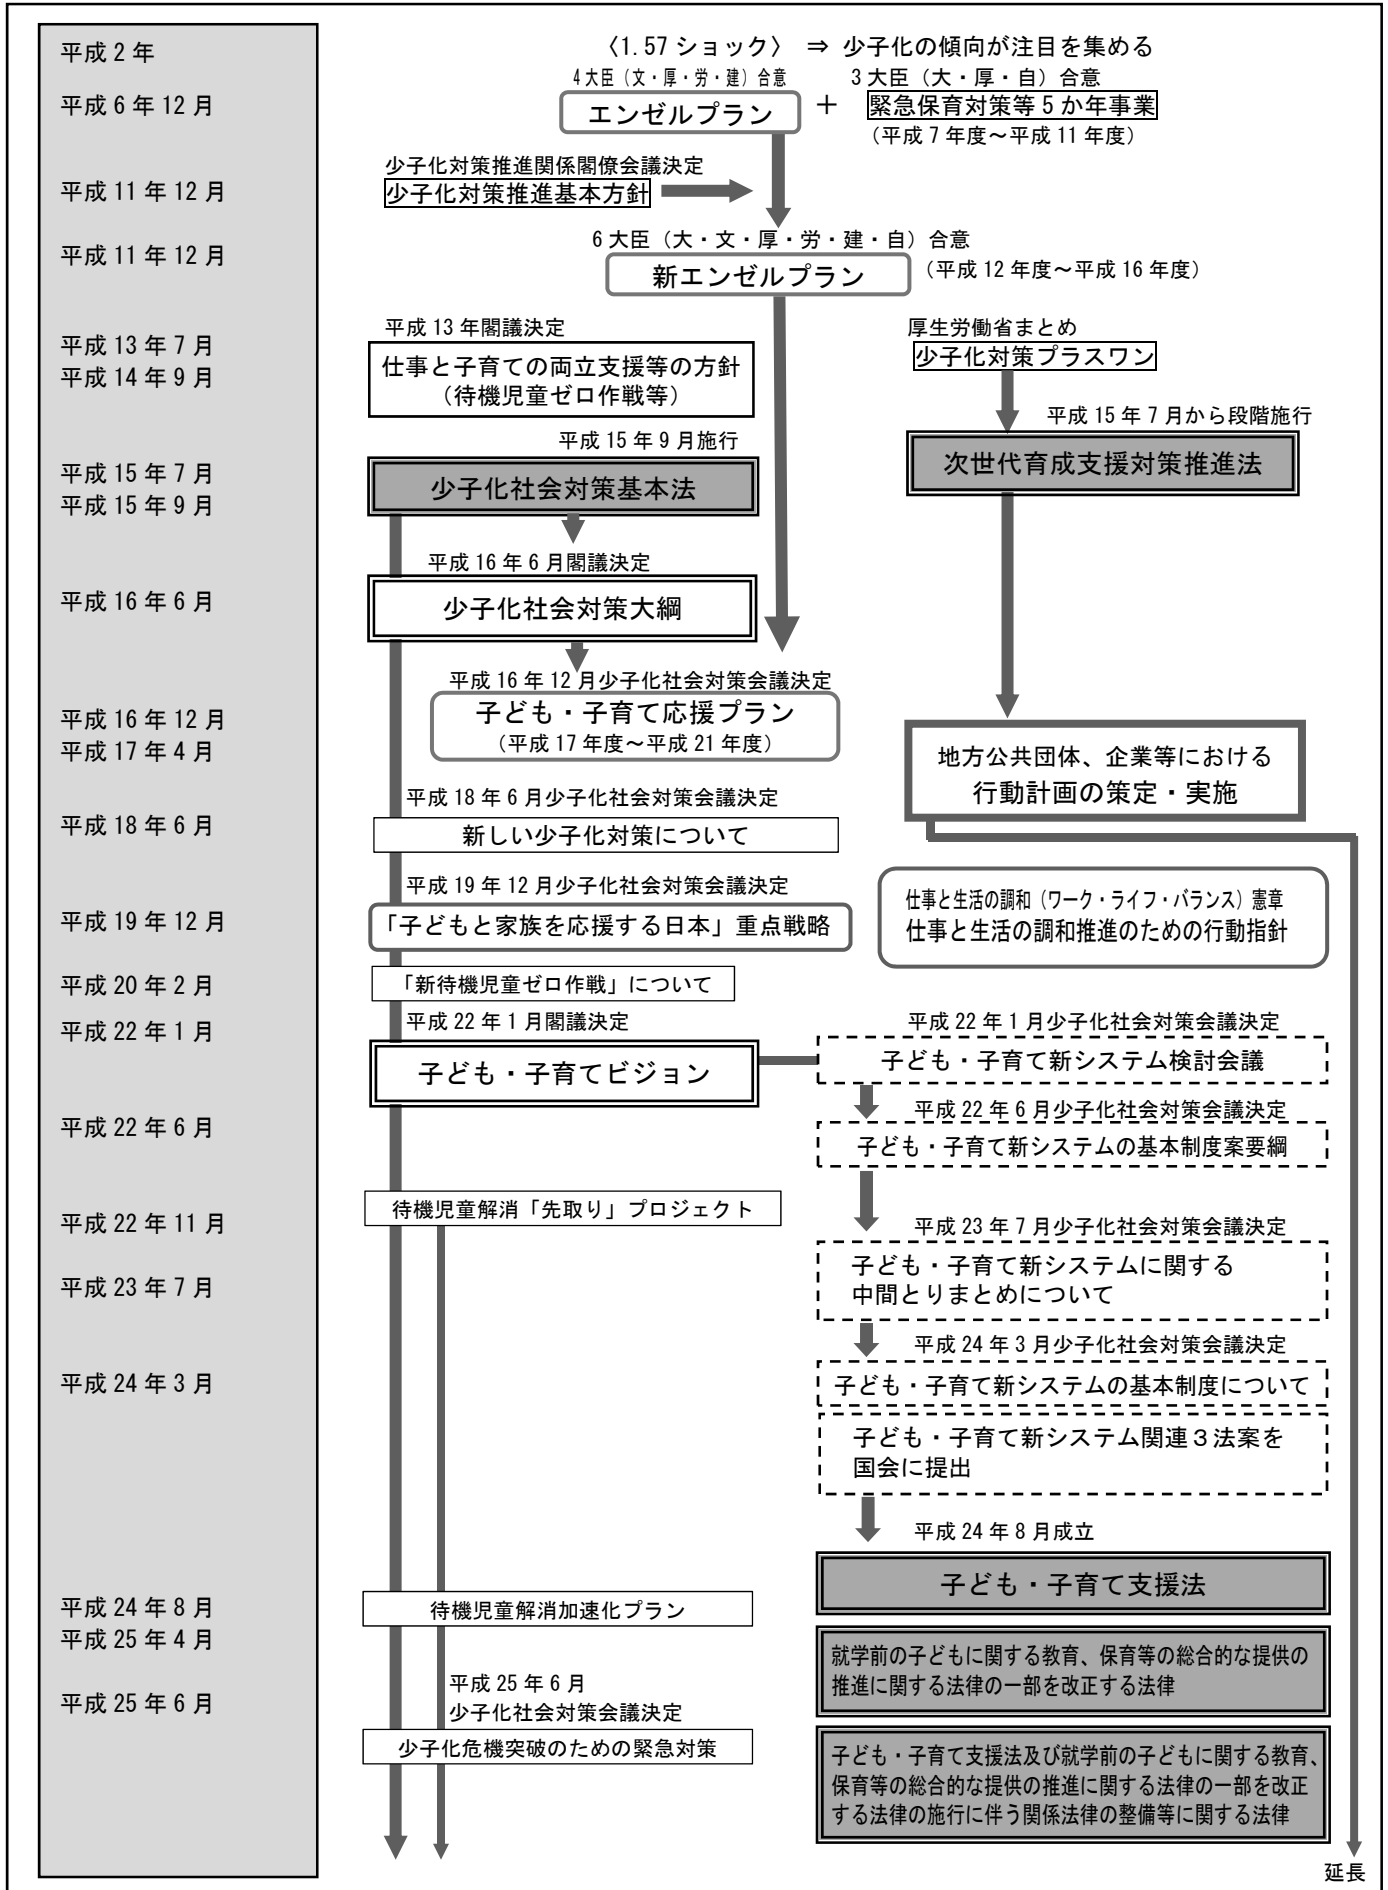 平成2年
〈1.57ショック〉 ⇒ 少子化の傾向が注目を集める
4大臣（文・厚・労・建）合意
3大臣（大・厚・自）合意
平成6年12月
エンゼルプラン
＋
緊急保育対策等5か年事業
（平成7年度～平成11年度）
少子化対策推進関係閣僚会議決定
平成11年12月
少子化対策推進基本方針
6大臣（大・文・厚・労・建・自）合意
平成11年12月
新エンゼルプラン
（平成12年度～平成16年度）
平成13年閣議決定
厚生労働省まとめ
平成13年7月
平成14年9月
仕事と子育ての両立支援等の方針
（待機児童ゼロ作戦等）
少子化対策プラスワン
平成15年7月から段階施行
平成15年9月施行
次世代育成支援対策推進法
平成15年7月
平成15年9月
少子化社会対策基本法
平成16年6月閣議決定
平成16年6月
少子化社会対策大綱
平成16年12月少子化社会対策会議決定
平成16年12月
平成17年4月
子ども・子育て応援プラン
（平成17年度～平成21年度）
地方公共団体、企業等における
行動計画の策定・実施
平成18年6月少子化社会対策会議決定
平成18年6月
新しい少子化対策について
平成19年12月少子化社会対策会議決定
平成19年12月
「子どもと家族を応援する日本」重点戦略
仕事と生活の調和（ワーク・ライフ・バランス）憲章
仕事と生活の調和推進のための行動指針
平成20年2月
「新待機児童ゼロ作戦」について
平成22年1月
平成22年1月閣議決定
平成22年1月少子化社会対策会議決定
子ども・子育てビジョン
子ども・子育て新システム検討会議
平成22年6月少子化社会対策会議決定
平成22年6月
子ども・子育て新システムの基本制度案要綱
平成22年11月
待機児童解消「先取り」プロジェクト
平成23年7月少子化社会対策会議決定
平成23年7月
子ども・子育て新システムに関する
中間とりまとめについて
平成24年3月少子化社会対策会議決定
平成24年3月
子ども・子育て新システムの基本制度について
子ども・子育て新システム関連３法案を
国会に提出
平成24年8月成立
子ども・子育て支援法
平成24年8月
平成25年4月
待機児童解消加速化プラン
就学前の子どもに関する教育、保育等の総合的な提供の
推進に関する法律の一部を改正する法律
平成25年6月
平成25年6月
少子化社会対策会議決定
少子化危機突破のための緊急対策
子ども・子育て支援法及び就学前の子どもに関する教育、
保育等の総合的な提供の推進に関する法律の一部を改正
する法律の施行に伴う関係法律の整備等に関する法律
延長